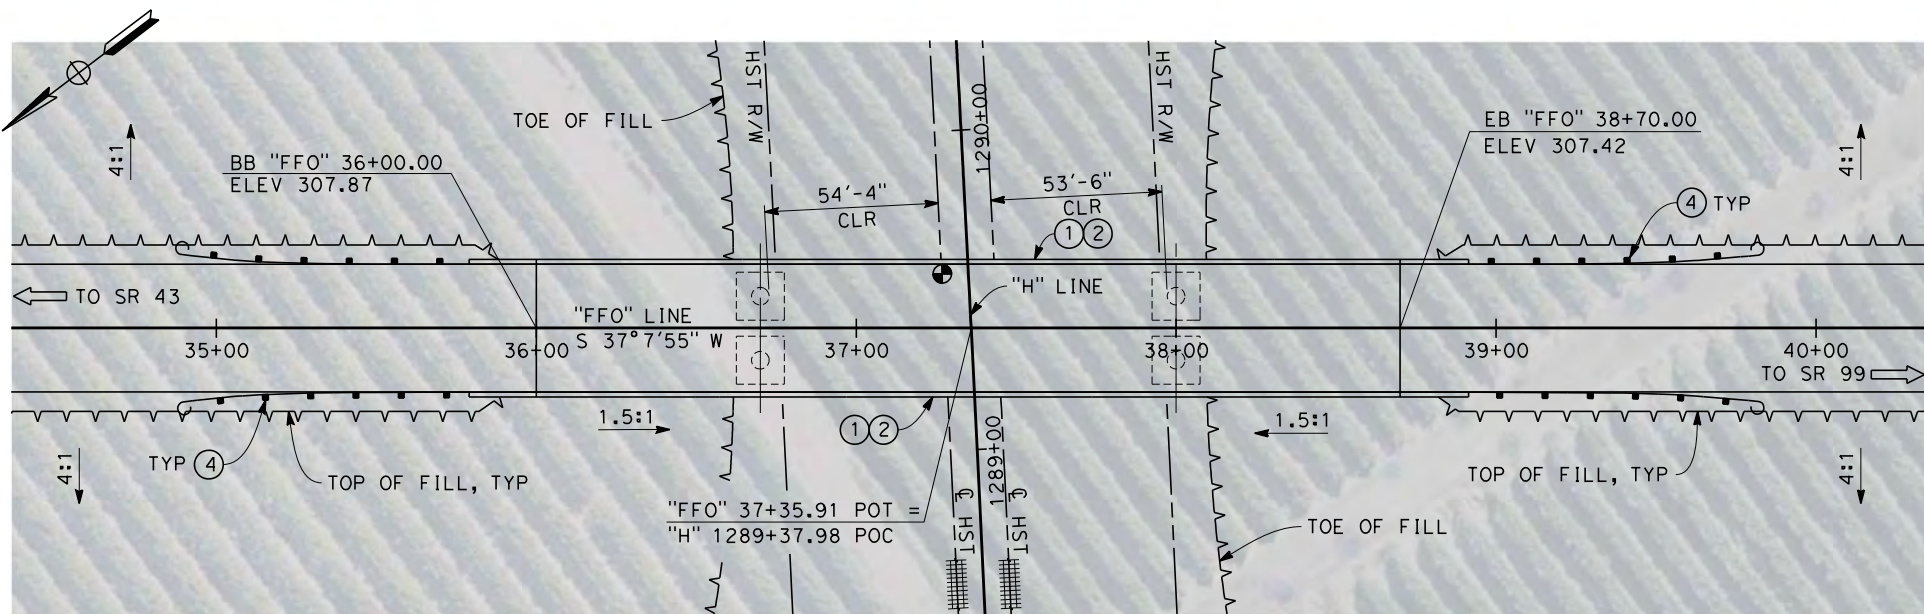 HST R/W
1290+00
HST R/W
TOE OF FILL
EB "FFO" 38+70.00
ELEV 307.42
4:1
4:1
BB "FFO" 36+00.00
ELEV 307.87
54'-4"
CLR
53'-6"
CLR
4 TYP
1 2
TO SR 43
"H" LINE
"FFO" LINE
S 37°7'55" W
35+00
36+00
37+00
38+00
39+00
40+00
TO SR 99
1.5:1
1 2
1.5:1
4:1
TYP 4
TOP OF FILL, TYP
1289+00
TOP OF FILL, TYP
4:1
"FFO" 37+35.91 POT =
"H" 1289+37.98 POC
℄ HST
℄ HST
TOE OF FILL